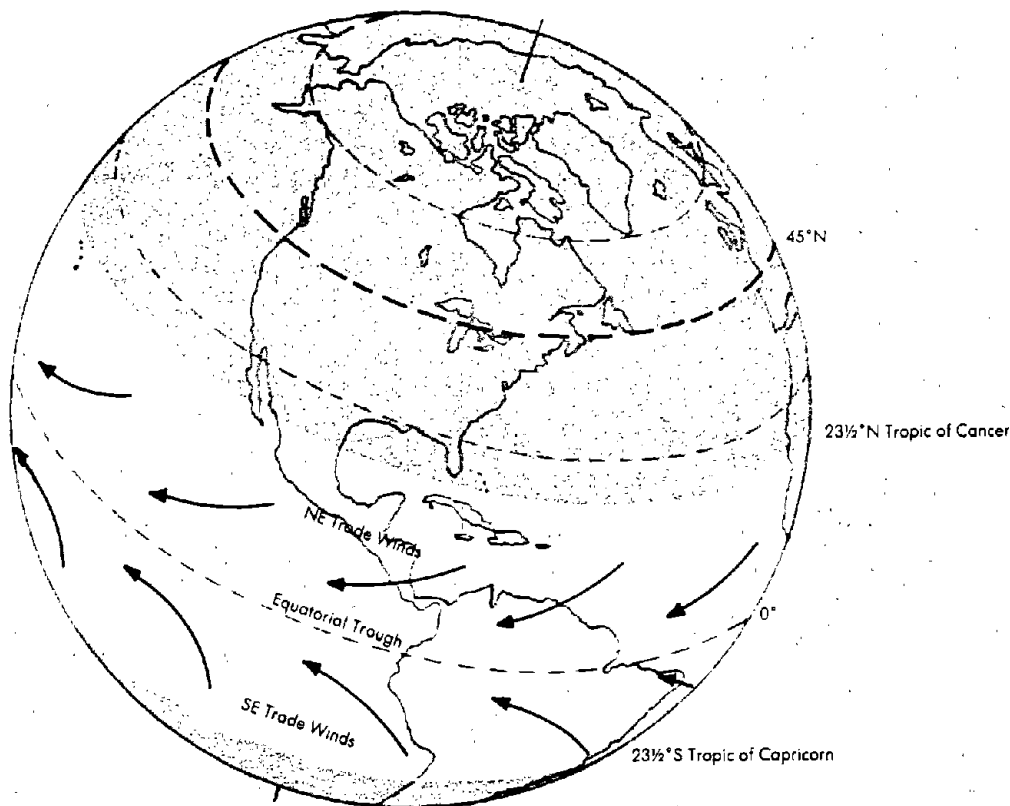 45°N
23½°N Tropic of Cancer
NE Trade Winds
Equatorial Trough
0°
SE Trade Winds
23½°S Tropic of Capricorn